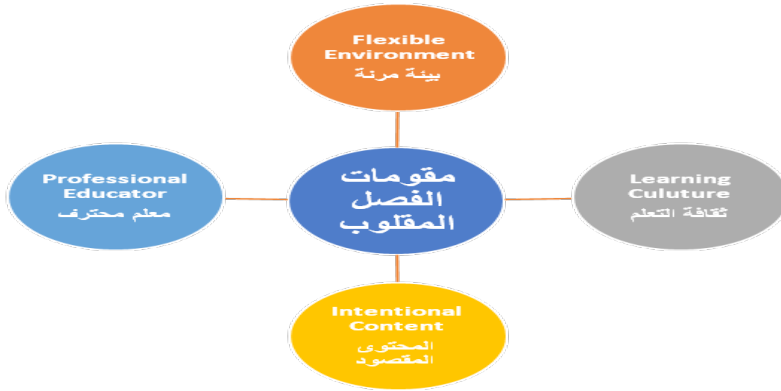 Flexible
Environment
بيئة مرنة
Professional
Educator
معلم محترف
مقومات
الفصل
المقلوب
Learning
Culuture
ثقافة التعلم
Intentional
Content
المحتوى
المقصود